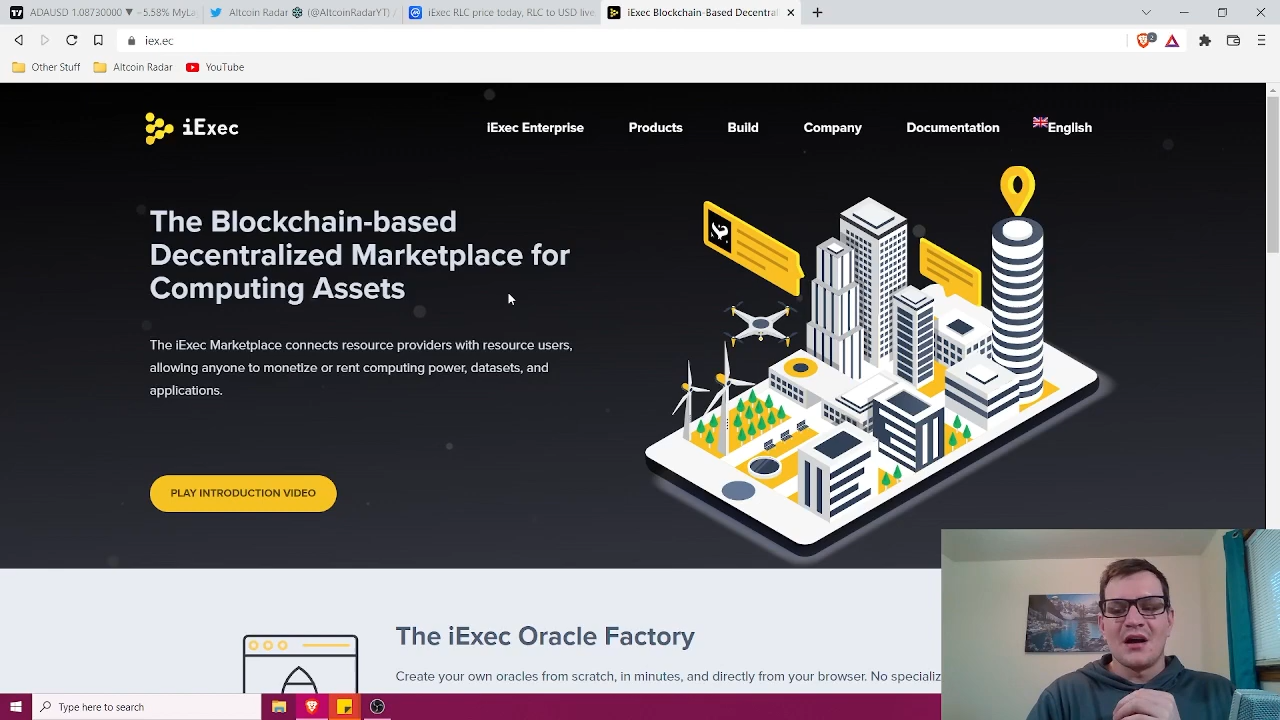 ADAUSD 1.08730000 ▼ −5.58% MyLa
Altcoin Radar (@AltcoinRadarYT) /
iExec RLC price today, RLC to USD live
iExec Blockchain-Based Decentral
iex.ec
2
Other Stuff
Altcoin Radar
YouTube
iExec
iExec Enterprise
Products
Build
Company
Documentation
English
The Blockchain-based
Decentralized Marketplace for
Computing Assets
The iExec Marketplace connects resource providers with resource users,
allowing anyone to monetize or rent computing power, datasets, and
applications.
PLAY INTRODUCTION VIDEO
The iExec Oracle Factory
Create your own oracles from scratch, in minutes, and directly from your browser. No specializ
Type here to search